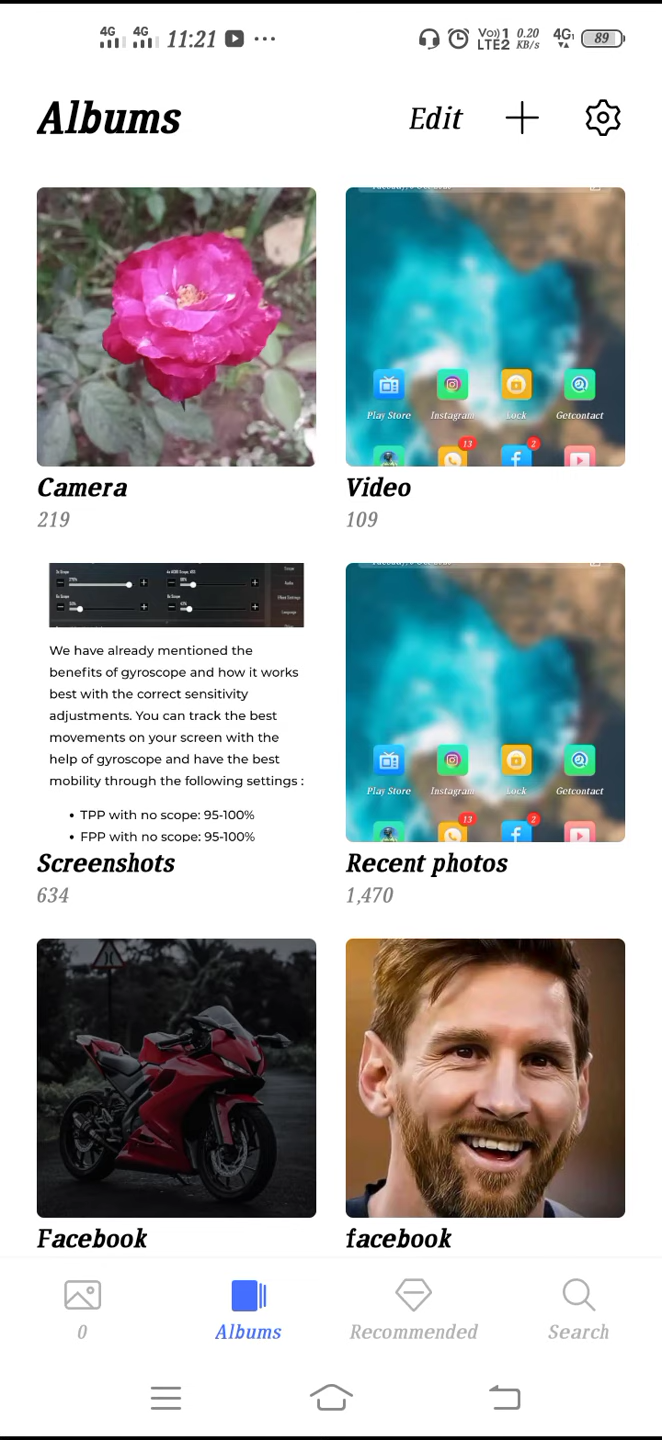 4G 4G 11:21 ... Vo)) 1 LTE2 0.20 KB/s 4G 89
Albums Edit
Play Store Instagram Lock Getcontact
13 2
Camera Video
219 109
We have already mentioned the
benefits of gyroscope and how it works
best with the correct sensitivity
adjustments. You can track the best
movements on your screen with the
help of gyroscope and have the best
mobility through the following settings :
• TPP with no scope: 95-100%
• FPP with no scope: 95-100%
Play Store Instagram Lock Getcontact
13 2
Screenshots Recent photos
634 1,470
Facebook facebook
0 Albums Recommended Search